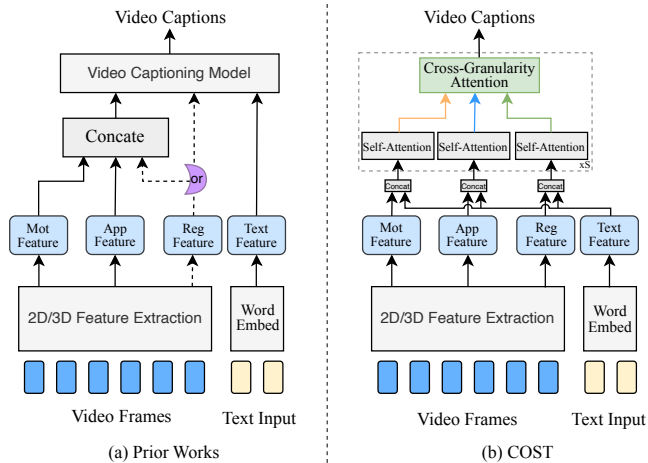 Video Captions
Video Captioning Model
Concate
or
Mot
Feature
App
Feature
Reg
Feature
Text
Feature
2D/3D Feature Extraction
Word
Embed
Video Frames
Text Input
(a) Prior Works
Video Captions
Cross-Granularity
Attention
Self-Attention
Self-Attention
Self-Attention
xS
Concat
Concat
Concat
Mot
Feature
App
Feature
Reg
Feature
Text
Feature
2D/3D Feature Extraction
Word
Embed
Video Frames
Text Input
(b) COST